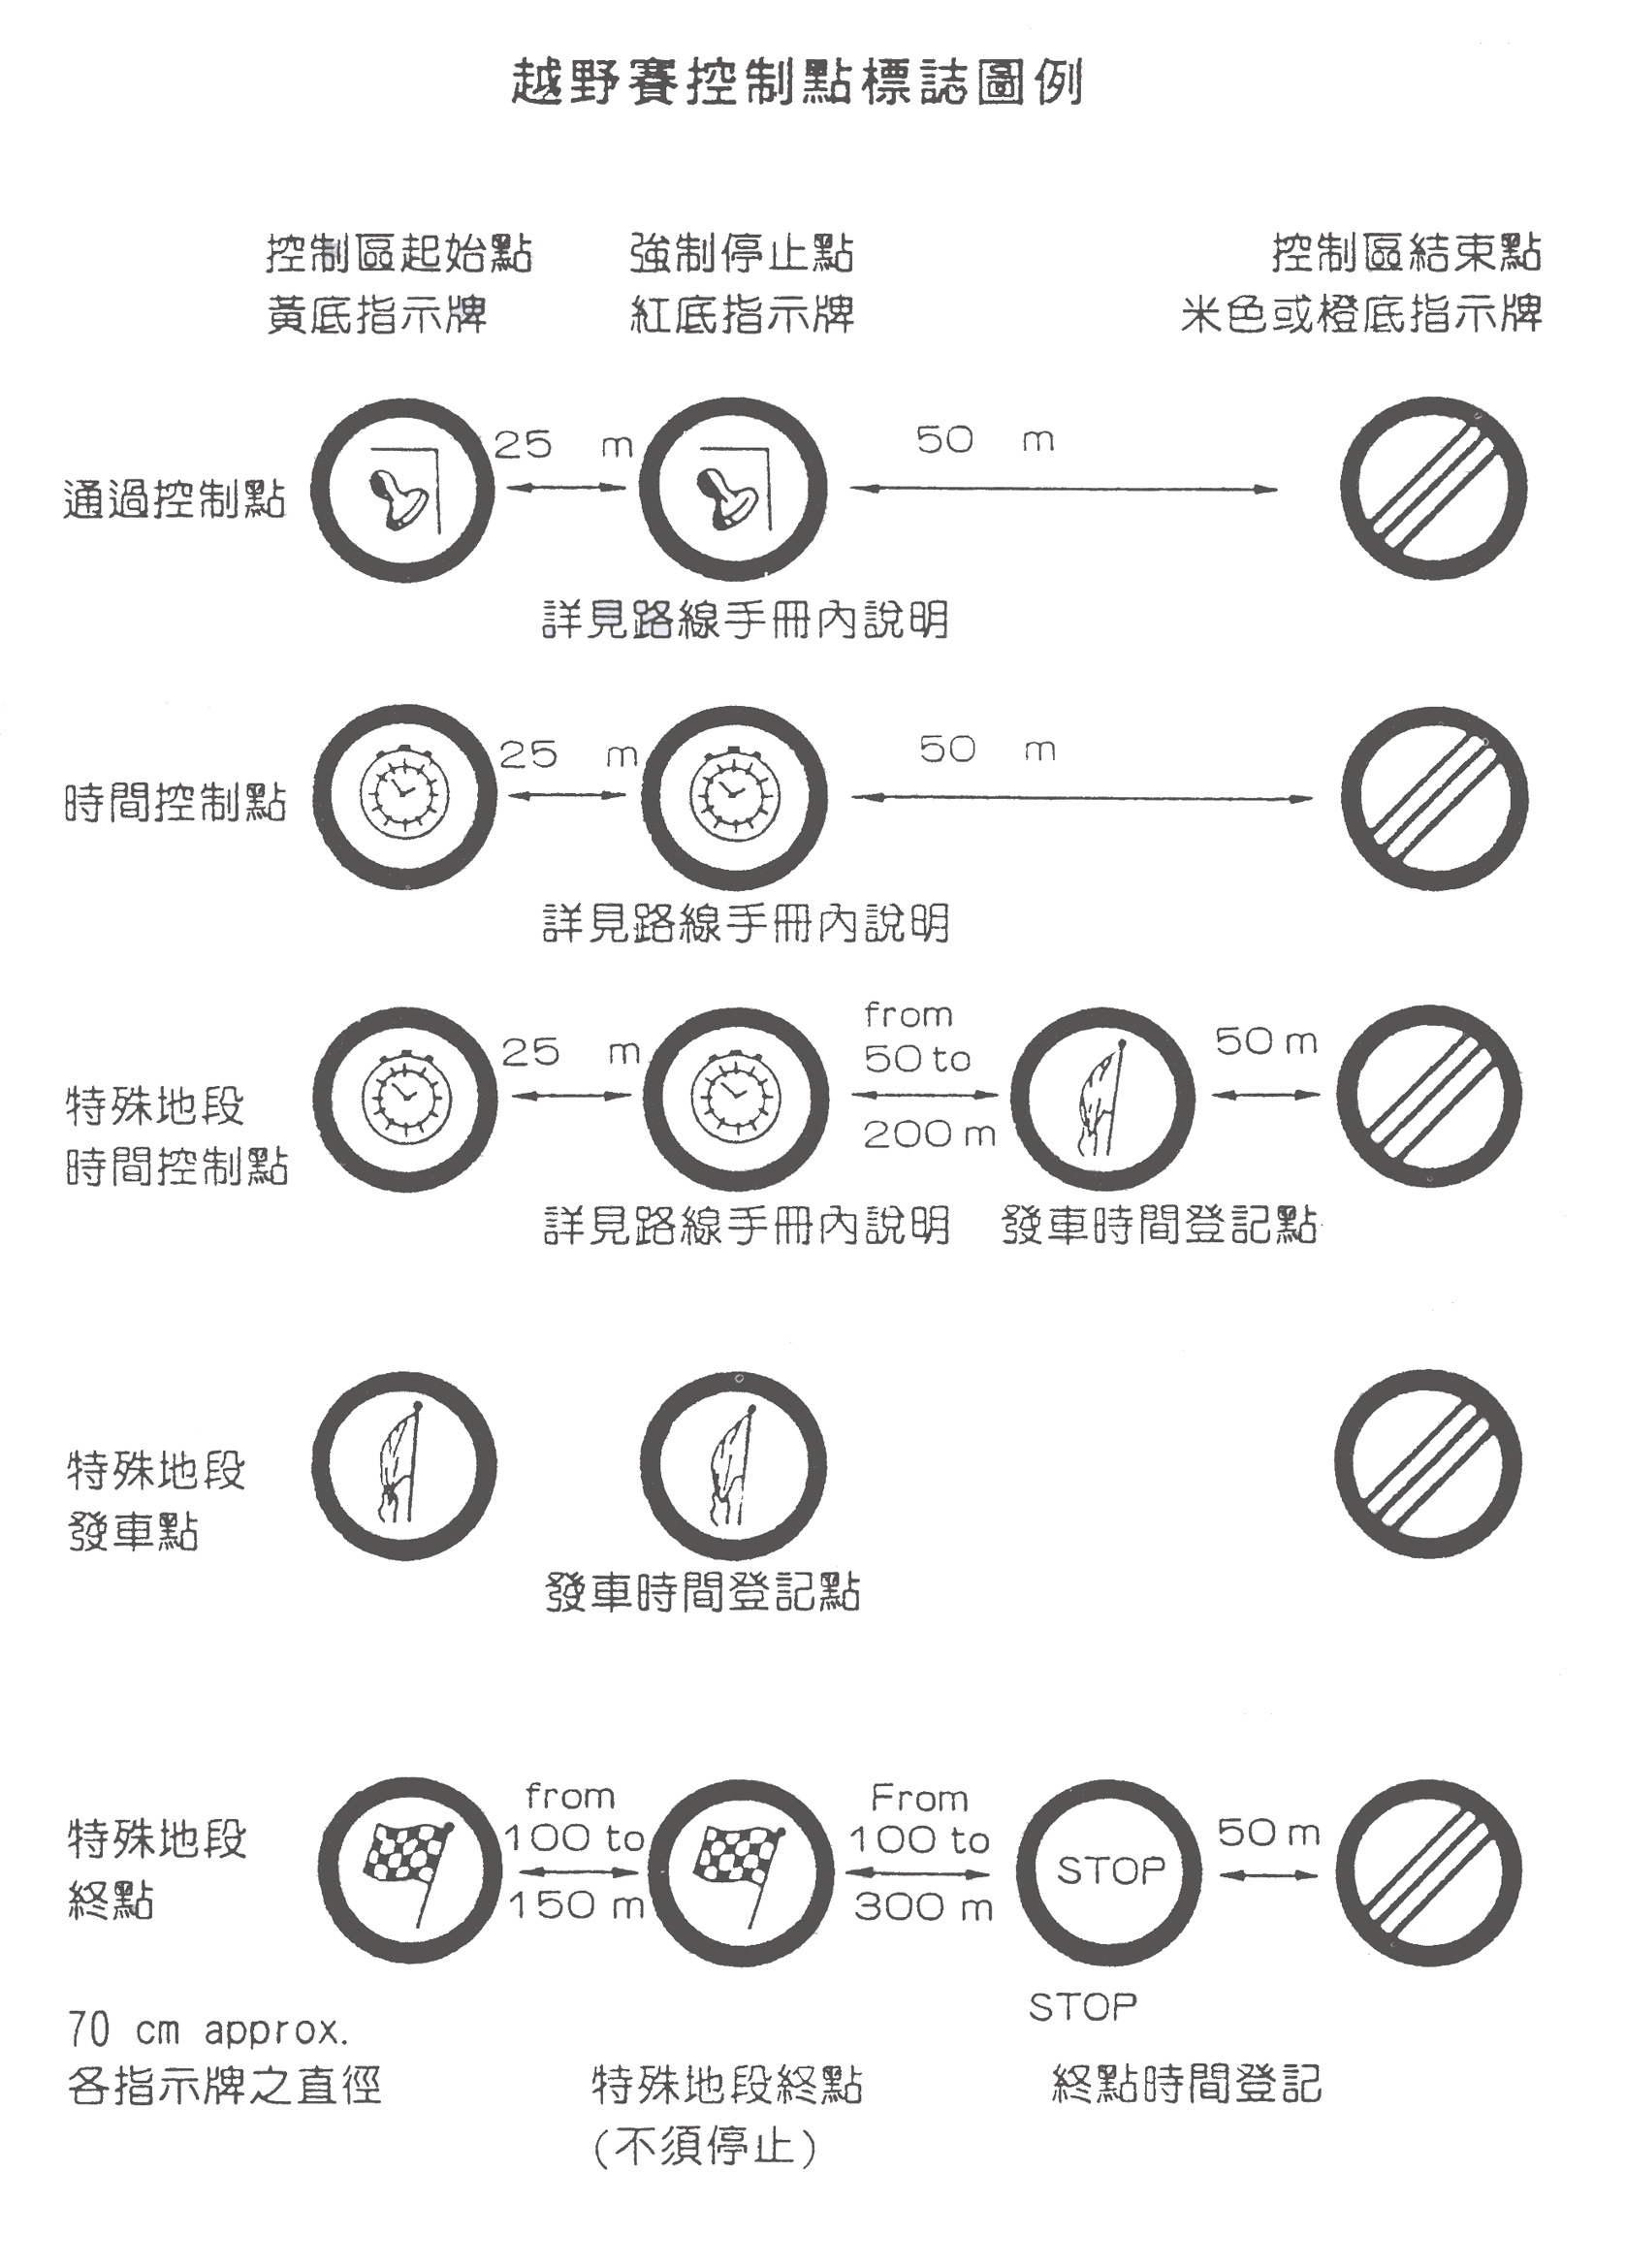 越野賽控制點標誌圖例
控制區起始點
黃底指示牌
強制停止點
紅底指示牌
控制區結束點
米色或橙底指示牌
通過控制點
25 m
50 m
詳見路線手冊內說明
時間控制點
25 m
50 m
詳見路線手冊內說明
特殊地段
時間控制點
25 m
from
50 to
200 m
50 m
詳見路線手冊內說明
發車時間登記點
特殊地段
發車點
發車時間登記點
特殊地段
終點
from
100 to
150 m
From
100 to
300 m
STOP
50 m
STOP
70 cm approx.
各指示牌之直徑
特殊地段終點
(不須停止)
終點時間登記